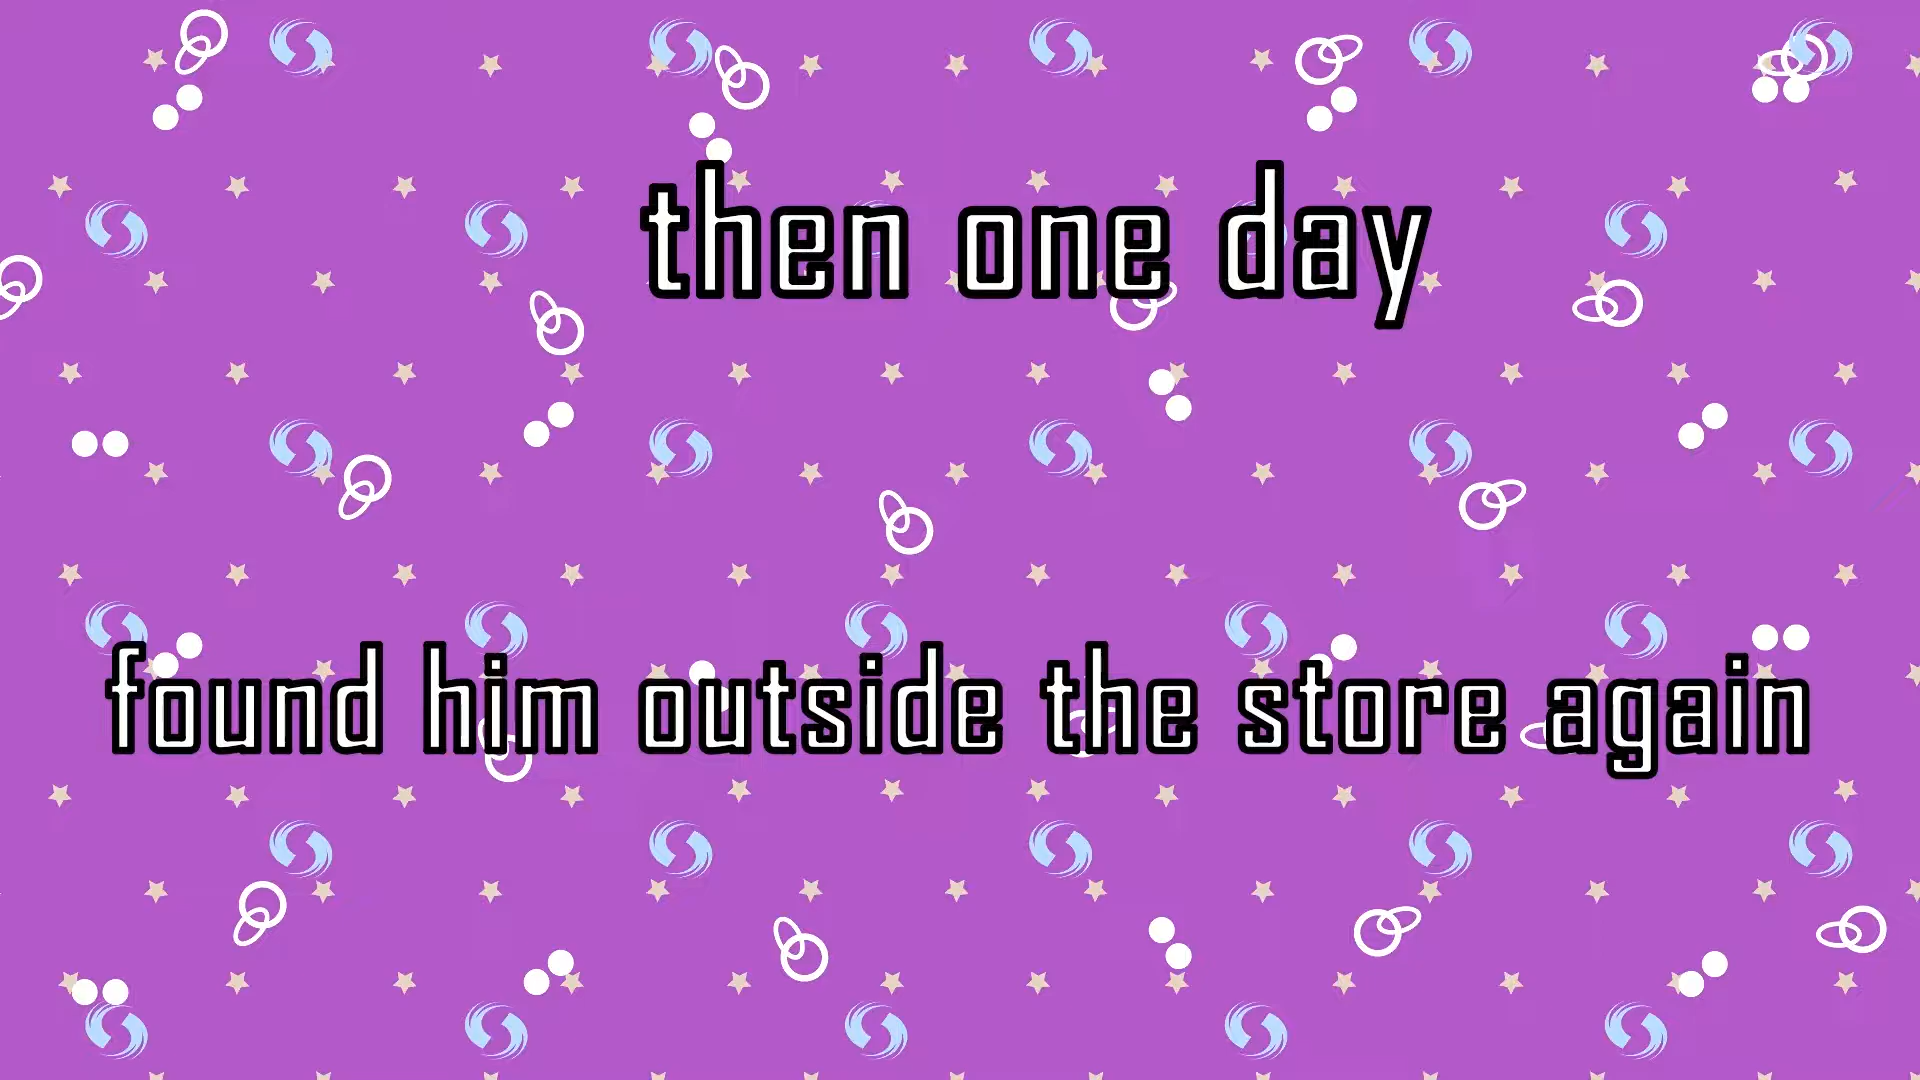 then one day
found him outside the store again